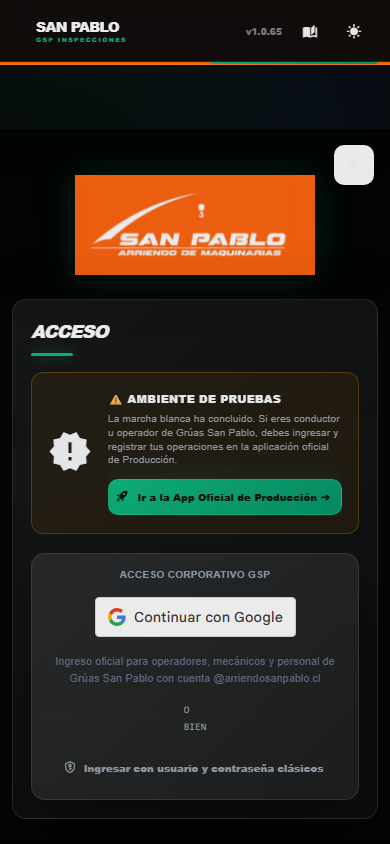 SAN PABLO
GSP INSPECCIONES
v1.0.65
SAN PABLO
ARRIENDO DE MAQUINARIAS
ACCESO
⚠️ AMBIENTE DE PRUEBAS
La marcha blanca ha concluido. Si eres conductor
u operador de Grúas San Pablo, debes ingresar y
registrar tus operaciones en la aplicación oficial
de Producción.
Ir a la App Oficial de Producción ➔
ACCESO CORPORATIVO GSP
Continuar con Google
Ingreso oficial para operadores, mecánicos y personal de
Grúas San Pablo con cuenta @arriendosanpablo.cl
O
BIEN
Ingresar con usuario y contraseña clásicos